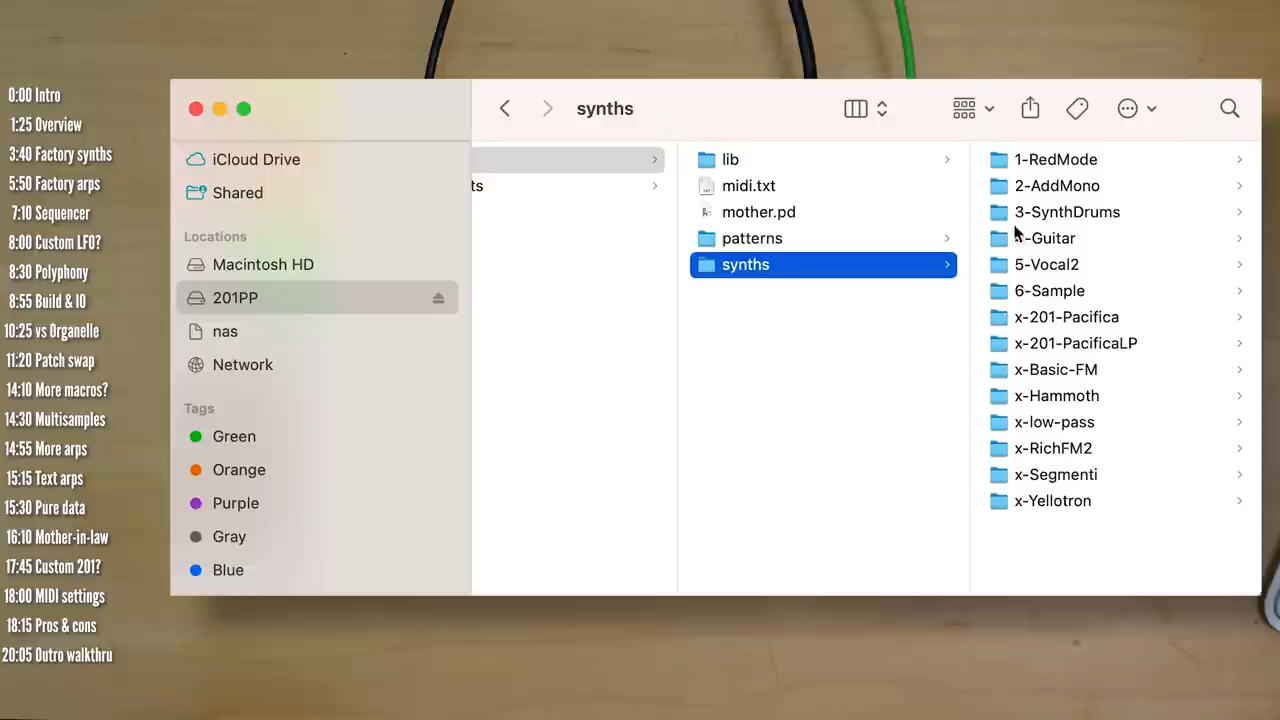 0:00 Intro
1:25 Overview
3:40 Factory synths
5:50 Factory arps
7:10 Sequencer
8:00 Custom LFO?
8:30 Polyphony
8:55 Build & IO
10:25 vs Organelle
11:20 Patch swap
14:10 More macros?
14:30 Multisamples
14:55 More arps
15:15 Text arps
15:30 Pure data
16:10 Mother-in-law
17:45 Custom 201?
18:00 MIDI settings
18:15 Pros & cons
20:05 Outro walkthru
synths
iCloud Drive
Shared
Locations
Macintosh HD
201PP
nas
Network
Tags
Green
Orange
Purple
Gray
Blue
ts
lib
midi.txt
mother.pd
patterns
synths
1-RedMode
2-AddMono
3-SynthDrums
-Guitar
5-Vocal2
6-Sample
x-201-Pacifica
x-201-PacificaLP
x-Basic-FM
x-Hammoth
x-low-pass
x-RichFM2
x-Segmenti
x-Yellotron